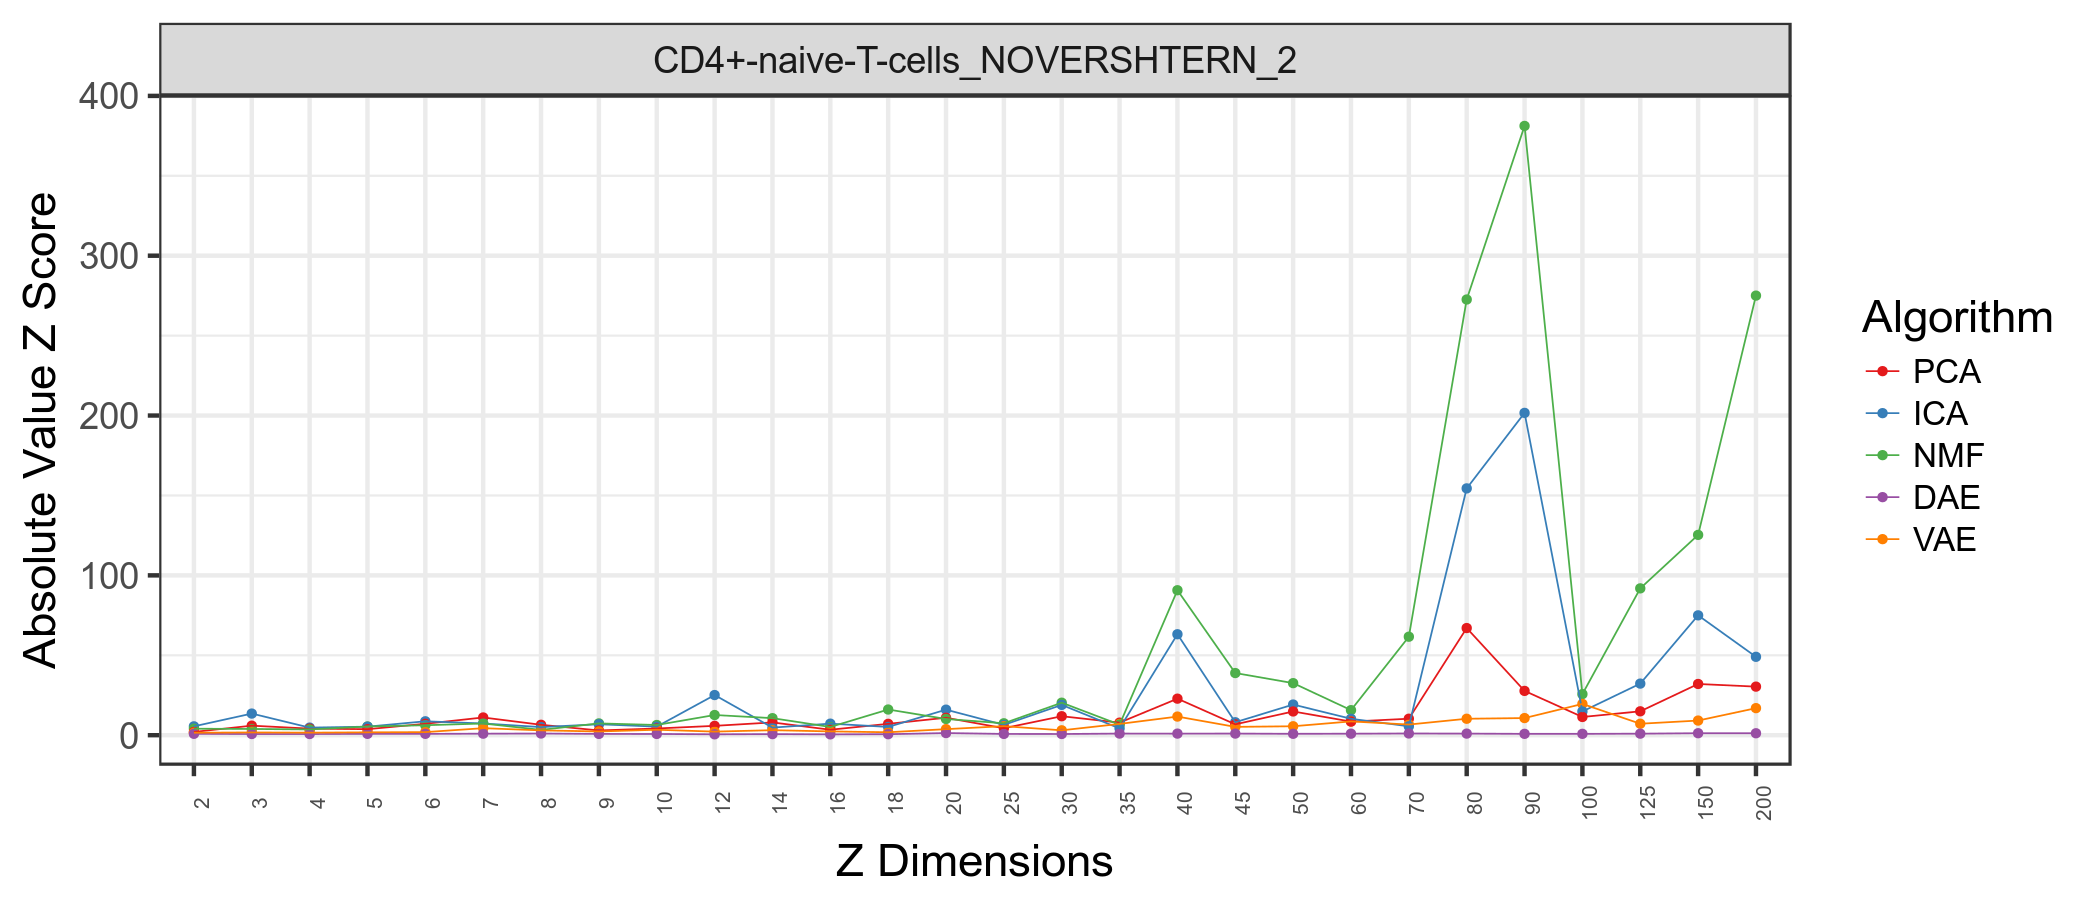 CD4+-naive-T-cells_NOVERSHTERN_2
Absolute Value Z Score
400
300
200
100
0
2 3 4 5 6 7 8 9 10 12 14 16 18 20 25 30 35 40 45 50 60 70 80 90 100 125 150 200
Z Dimensions
Algorithm
PCA
ICA
NMF
DAE
VAE